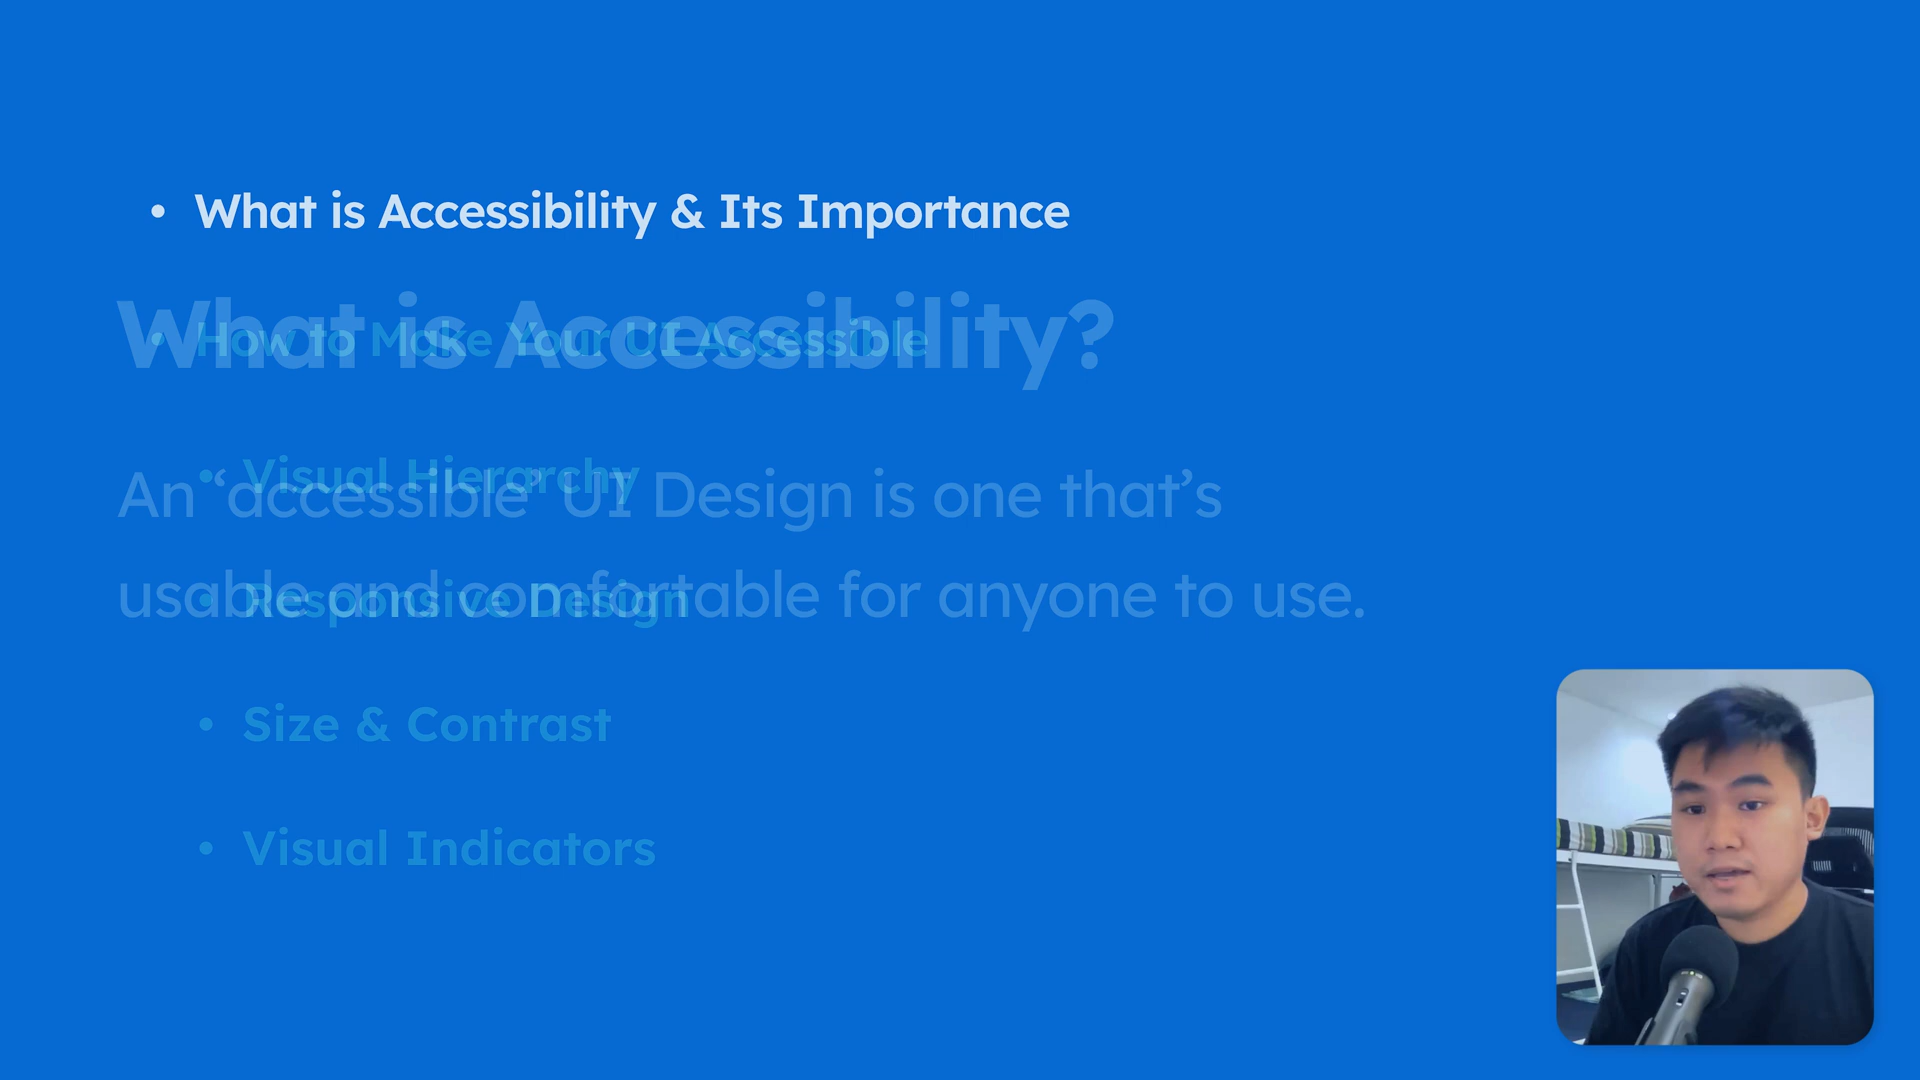 • What is Accessibility & Its Importance
What is Accessibility?
• How to Make Your UI Accessible
• Visual Hierarchy
An “accessible” UI Design is one that’s
usable and comfortable for anyone to use.
• Responsive Design
• Size & Contrast
• Visual Indicators